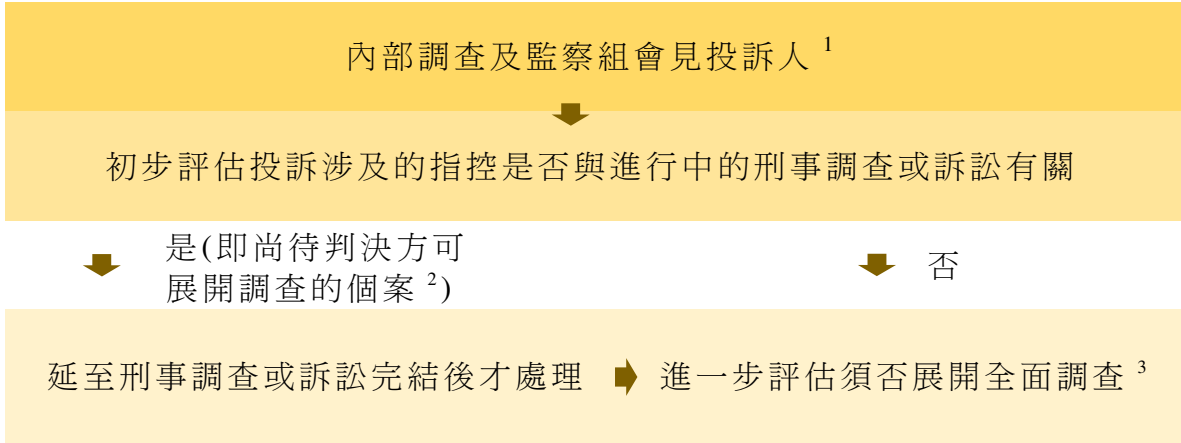 內部調查及監察組會見投訴人 1
初步評估投訴涉及的指控是否與進行中的刑事調查或訴訟有關
是(即尚待判決方可
展開調查的個案 2)
否
延至刑事調查或訴訟完結後才處理
進一步評估須否展開全面調查 3